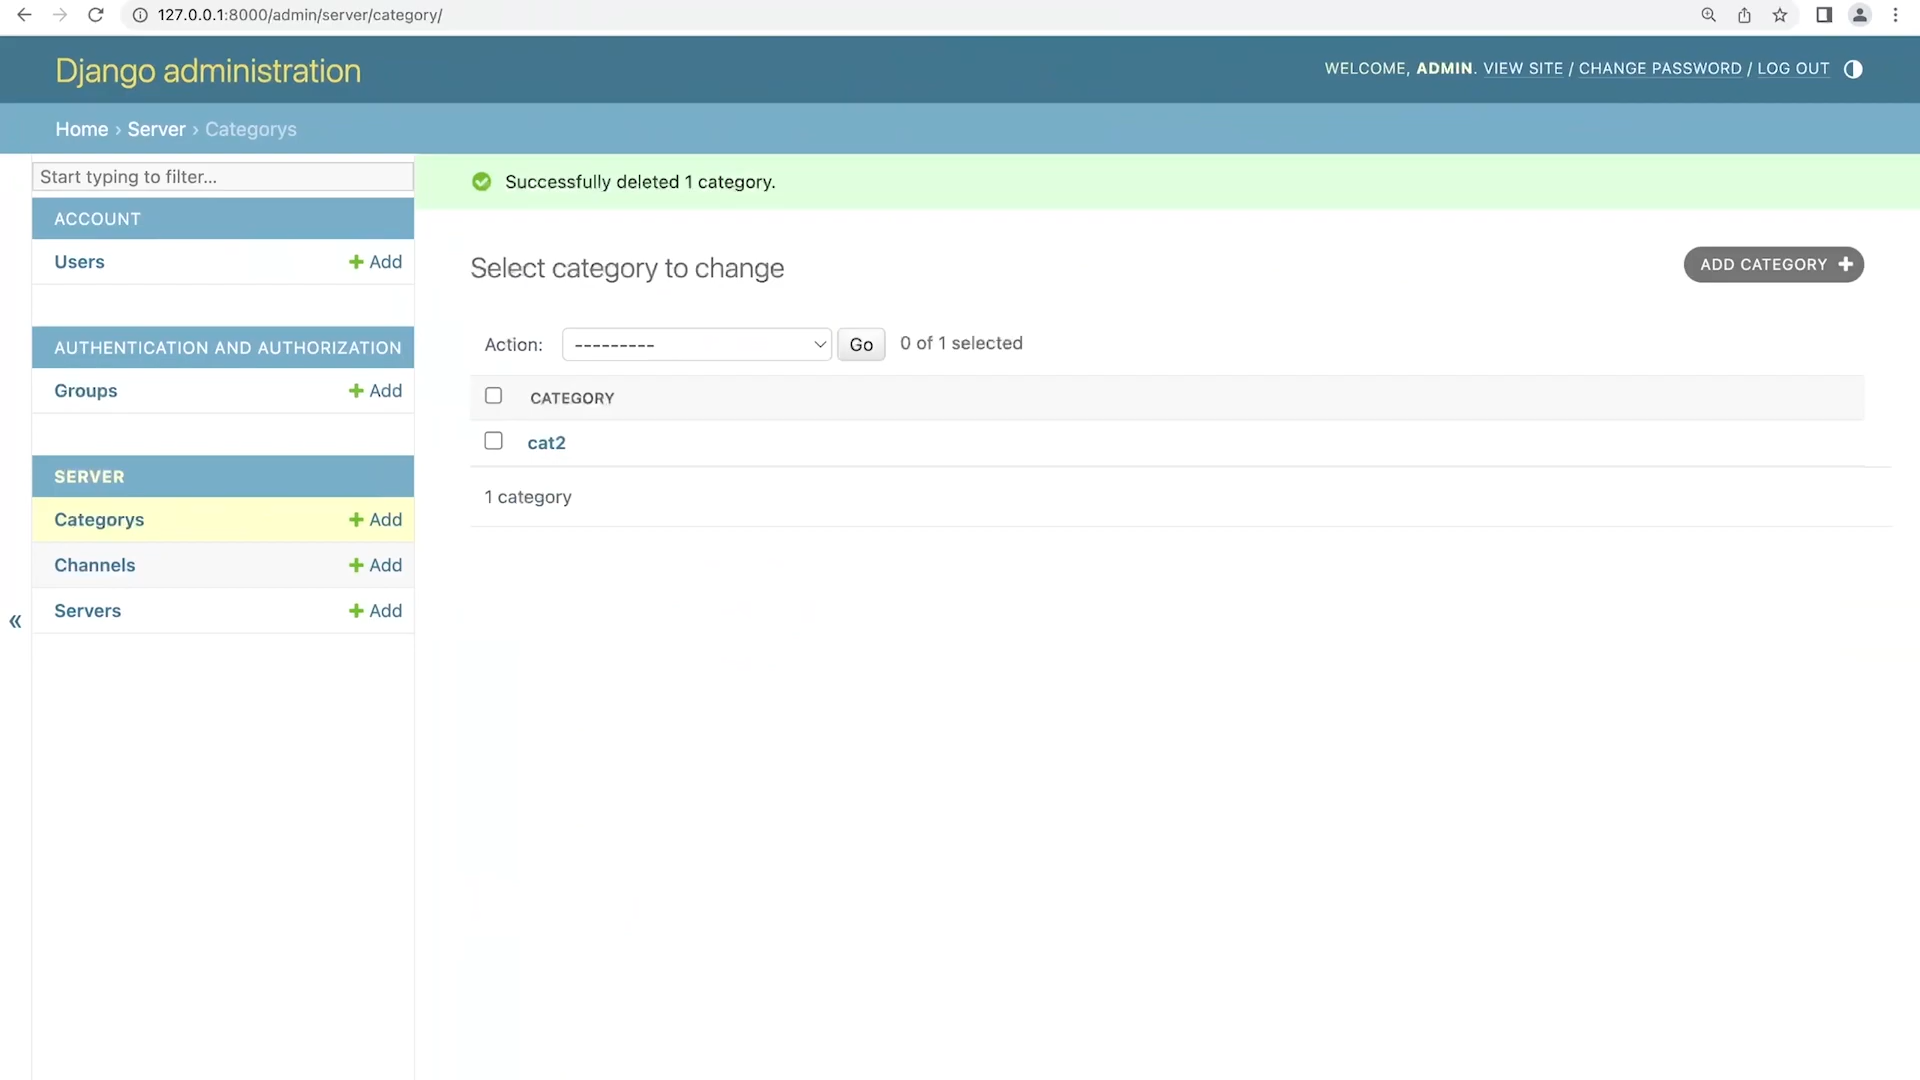 127.0.0.1:8000/admin/server/category/
Django administration
WELCOME, ADMIN. VIEW SITE / CHANGE PASSWORD / LOG OUT
Home › Server › Categorys
Start typing to filter...
Successfully deleted 1 category.
ACCOUNT
Users + Add
Select category to change
ADD CATEGORY +
AUTHENTICATION AND AUTHORIZATION
Groups + Add
Action: --------- Go 0 of 1 selected
CATEGORY
cat2
1 category
SERVER
Categorys + Add
Channels + Add
Servers + Add
«